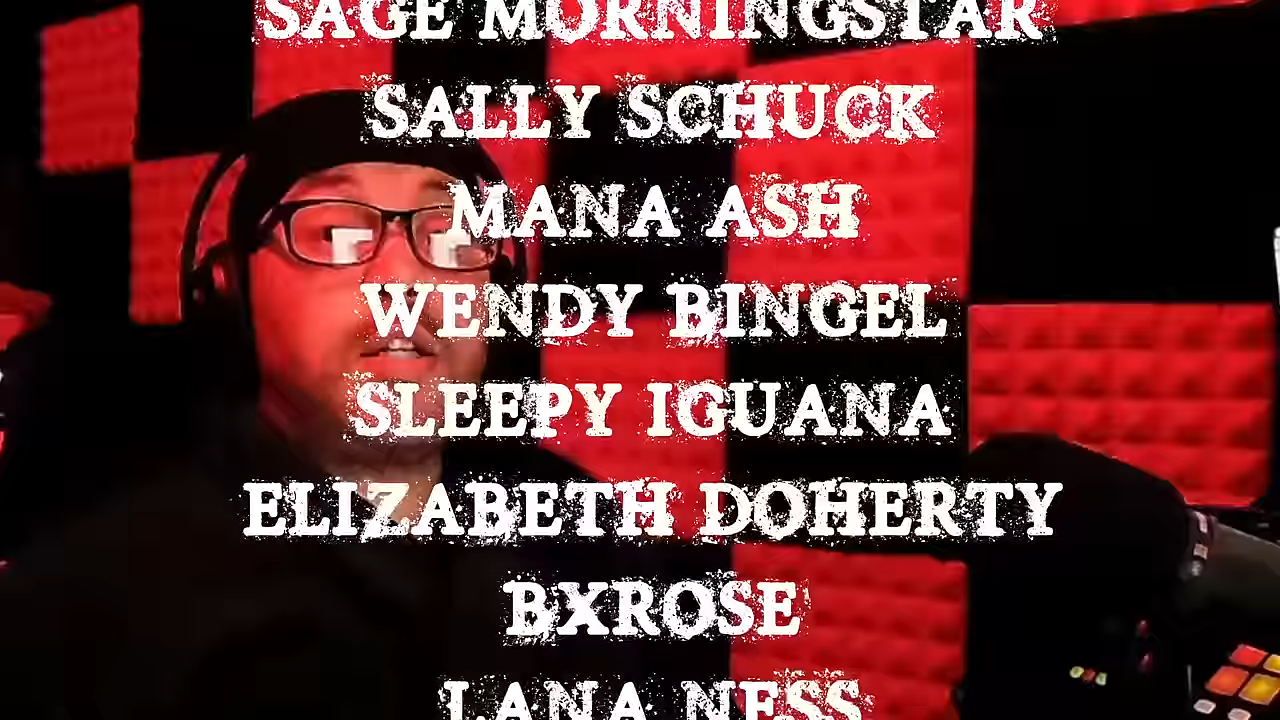 SAGE MORNINGSTAR
SALLY SCHUCK
MANA ASH
WENDY BINGEL
SLEEPY IGUANA
ELIZABETH DOHERTY
BXROSE
LANA NESS